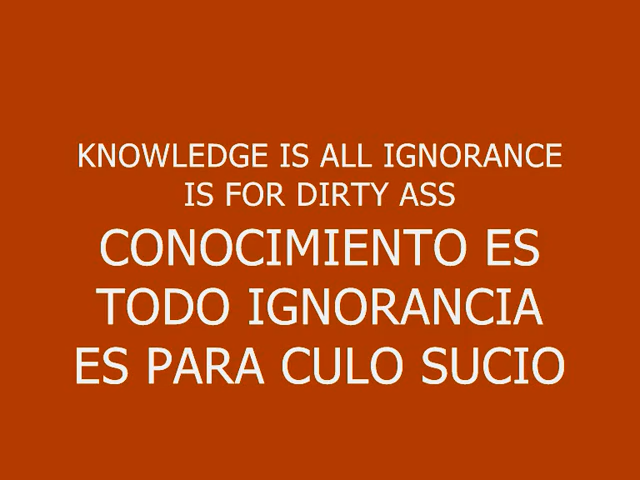 KNOWLEDGE IS ALL IGNORANCE
IS FOR DIRTY ASS
CONOCIMIENTO ES
TODO IGNORANCIA
ES PARA CULO SUCIO